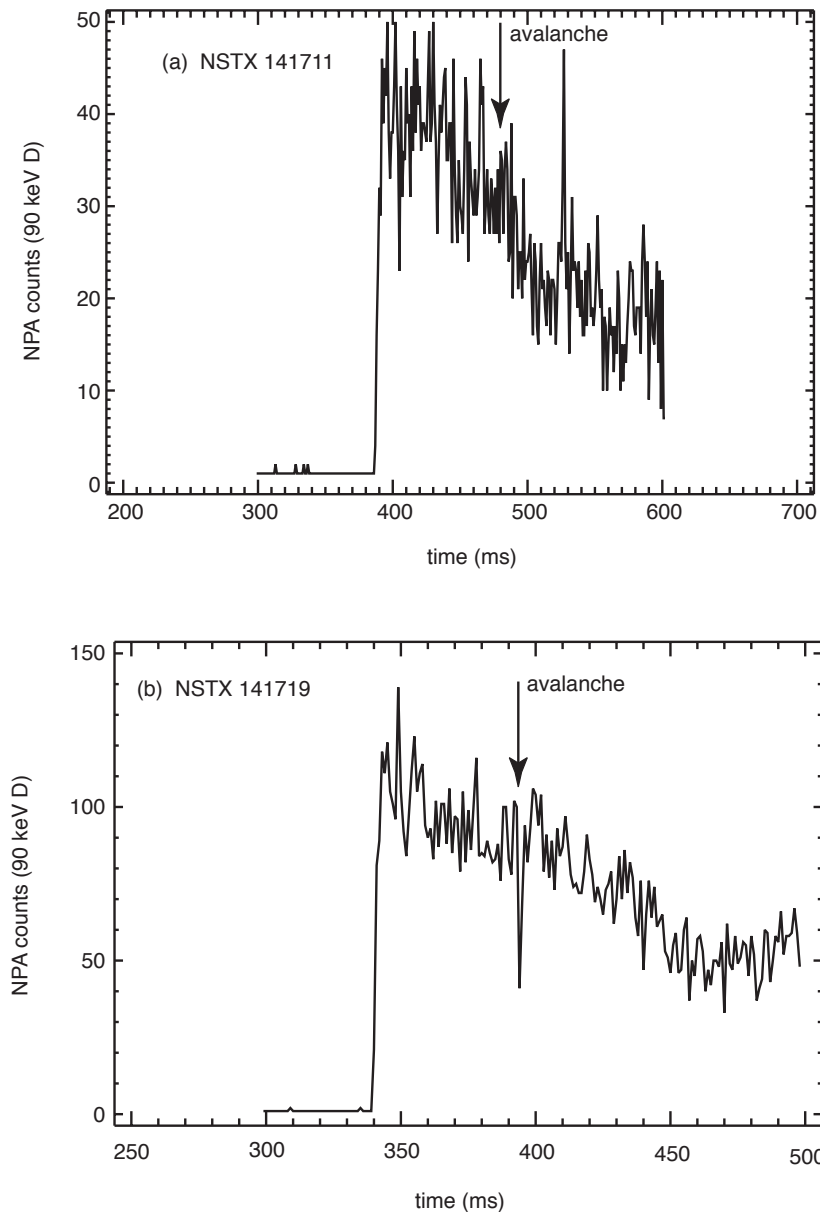 50
(a) NSTX 141711
avalanche
40
30
20
10
0
NPA counts (90 keV D)
200 300 400 500 600 700
time (ms)
150
(b) NSTX 141719
avalanche
100
50
0
NPA counts (90 keV D)
250 300 350 400 450 500
time (ms)